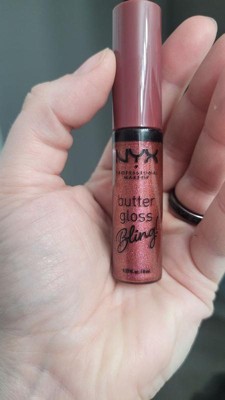 NYX
PROFESSIONAL
MAKEUP
butter
gloss
Bling!